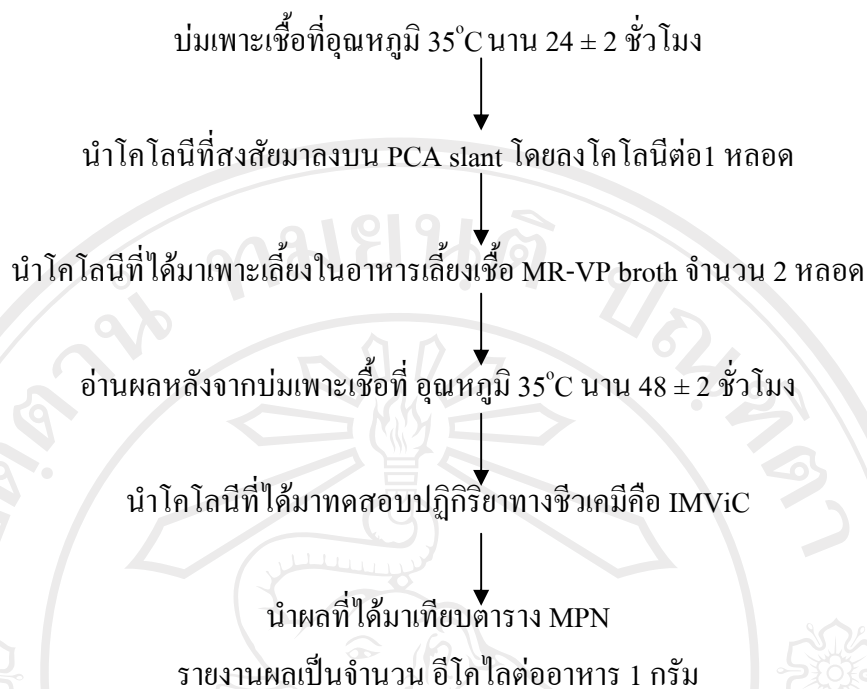 บ่มเพาะเชื้อที่อุณหภูมิ 35°C นาน 24 ± 2 ชั่วโมง
นำโคโลนีที่สงสัยมาลงบน PCA slant โดยลงโคโลนีต่อ1 หลอด
นำโคโลนีที่ได้มาเพาะเลี้ยงในอาหารเลี้ยงเชื้อ MR-VP broth จำนวน 2 หลอด
อ่านผลหลังจากบ่มเพาะเชื้อที่ อุณหภูมิ 35°C นาน 48 ± 2 ชั่วโมง
นำโคโลนีที่ได้มาทดสอบปฏิกิริยาทางชีวเคมีคือ IMViC
นำผลที่ได้มาเทียบตาราง MPN
รายงานผลเป็นจำนวน อีโคไลต่ออาหาร 1 กรัม